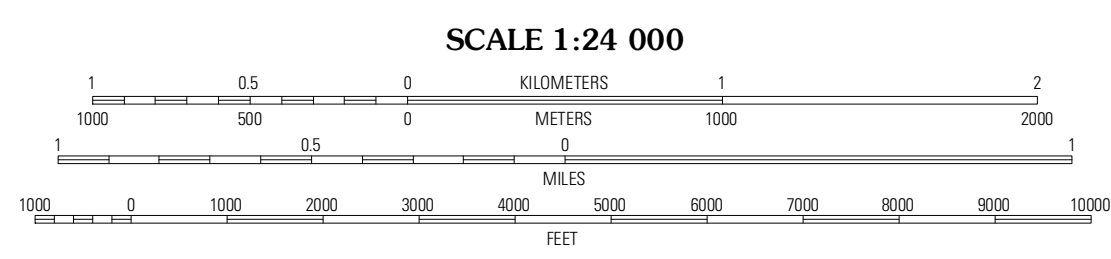 SCALE 1:24 000
1 0.5 0 KILOMETERS 1 2
1000 500 0 METERS 1000 2000
1 0.5 0 1
MILES
1000 0 1000 2000 3000 4000 5000 6000 7000 8000 9000 10000
FEET